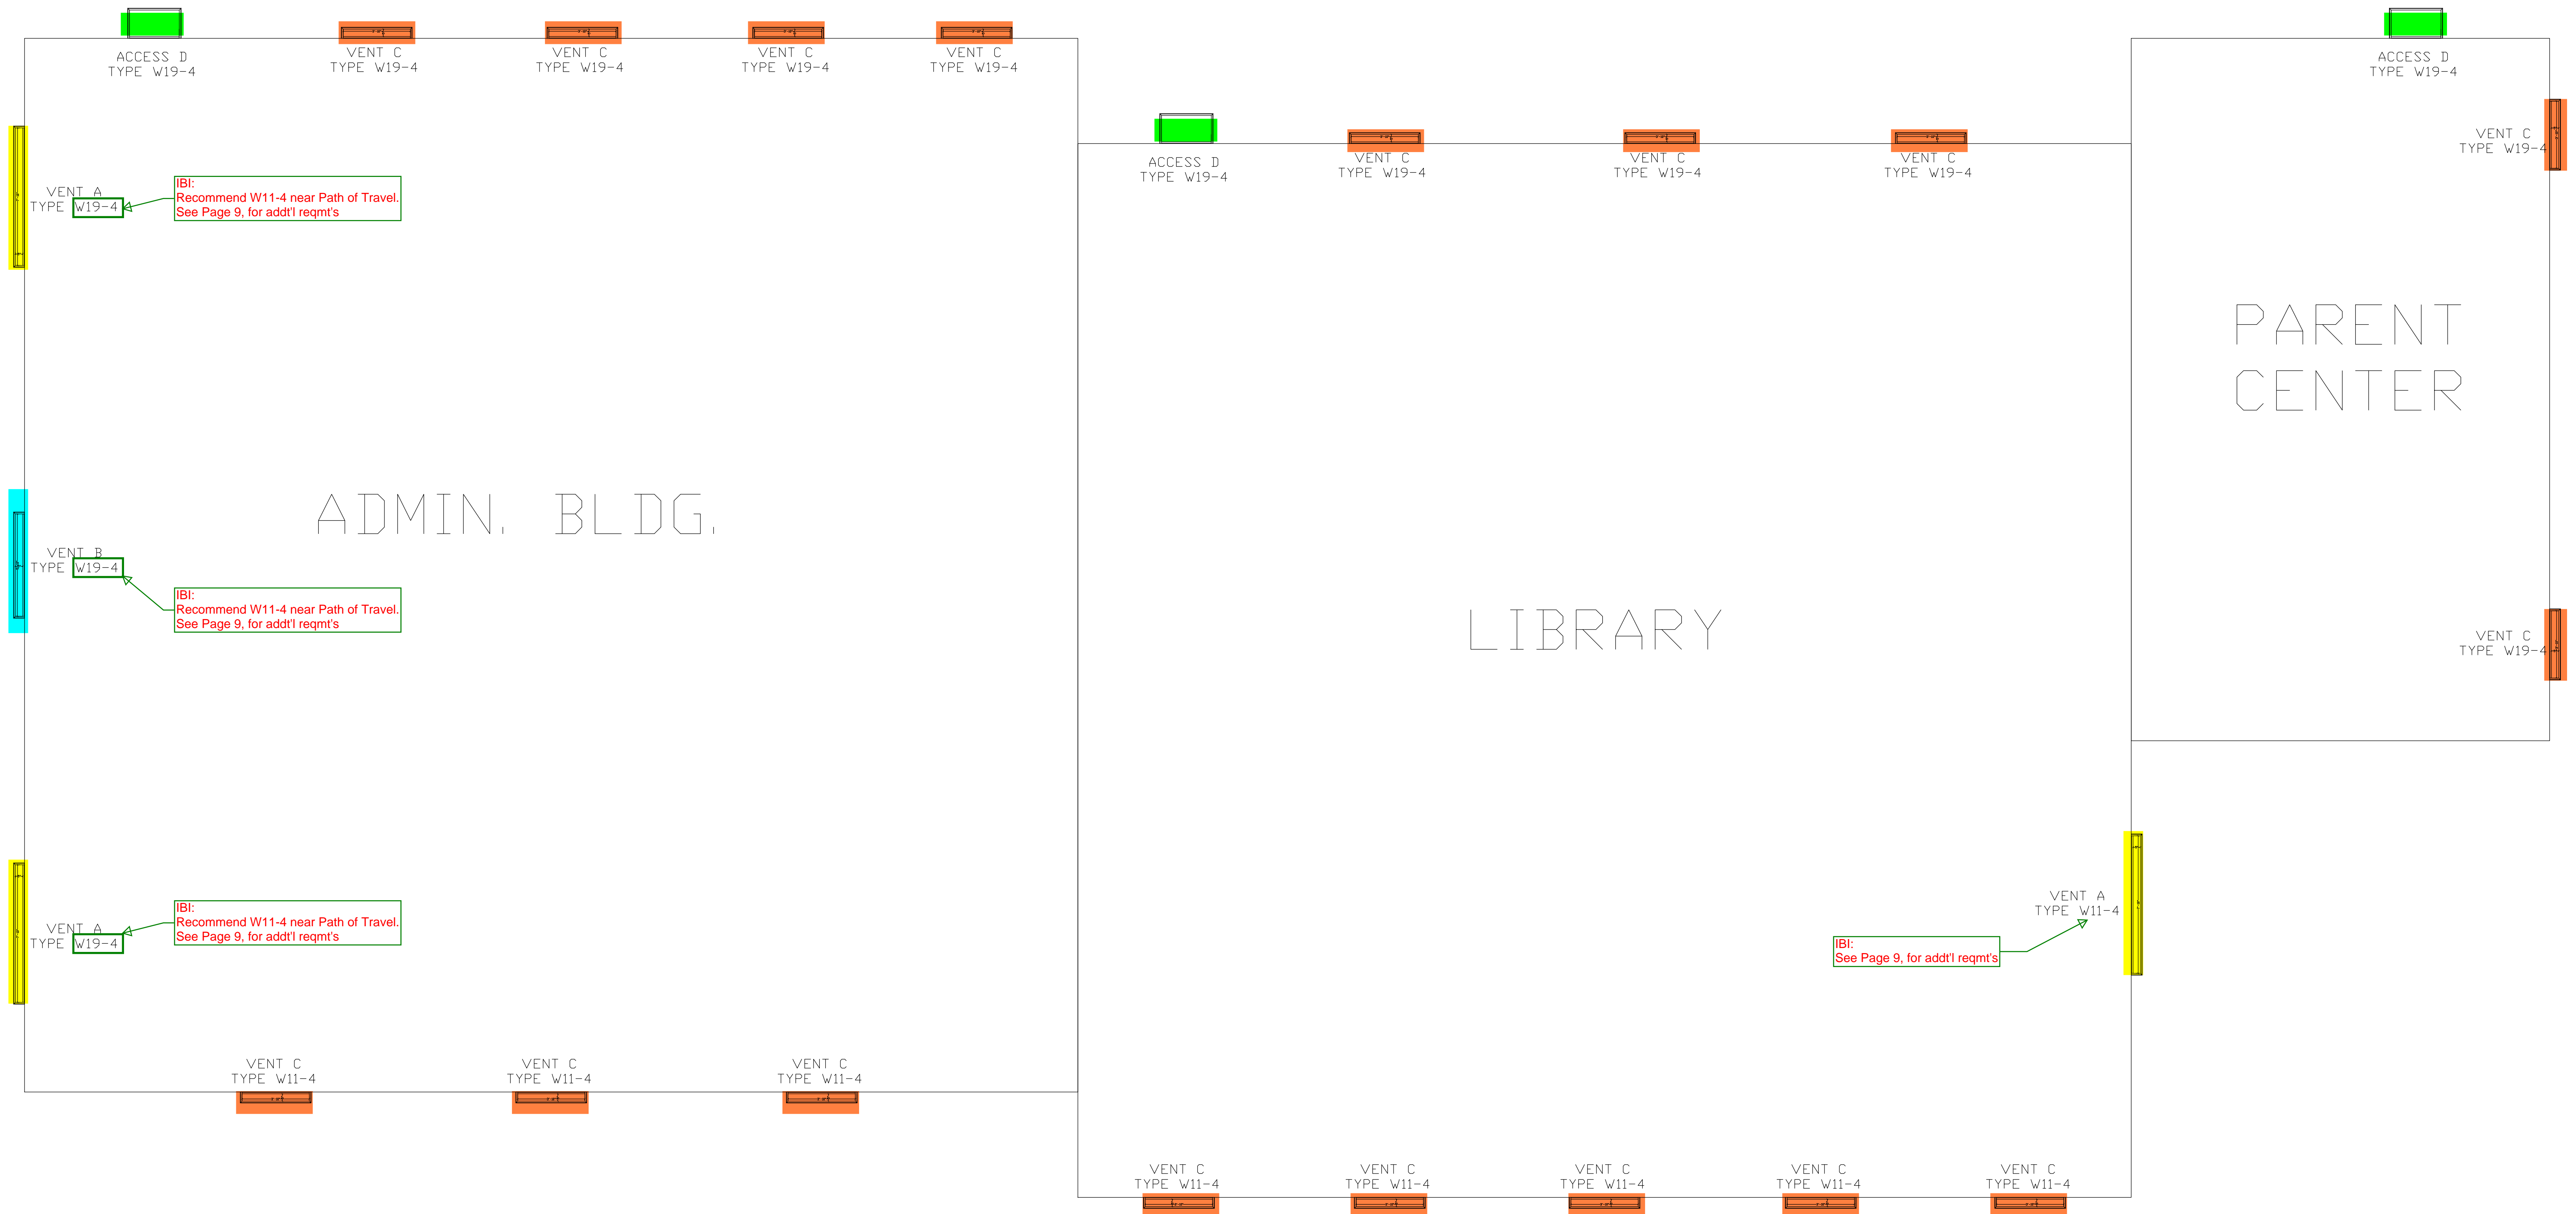 ACCESS D
TYPE W19-4
VENT C
TYPE W19-4
VENT C
TYPE W19-4
VENT C
TYPE W19-4
VENT C
TYPE W19-4
ACCESS D
TYPE W19-4
ACCESS D
TYPE W19-4
VENT C
TYPE W19-4
VENT C
TYPE W19-4
VENT C
TYPE W19-4
VENT C
TYPE W19-4
VENT A
TYPE W19-4
IBI:
Recommend W11-4 near Path of Travel.
See Page 9, for addt'l reqmt's
PARENT
CENTER
ADMIN. BLDG.
VENT B
TYPE W19-4
IBI:
Recommend W11-4 near Path of Travel.
See Page 9, for addt'l reqmt's
LIBRARY
VENT C
TYPE W19-4
VENT A
TYPE W19-4
IBI:
Recommend W11-4 near Path of Travel.
See Page 9, for addt'l reqmt's
VENT A
TYPE W11-4
IBI:
See Page 9, for addt'l reqmt's
VENT C
TYPE W11-4
VENT C
TYPE W11-4
VENT C
TYPE W11-4
VENT C
TYPE W11-4
VENT C
TYPE W11-4
VENT C
TYPE W11-4
VENT C
TYPE W11-4
VENT C
TYPE W11-4